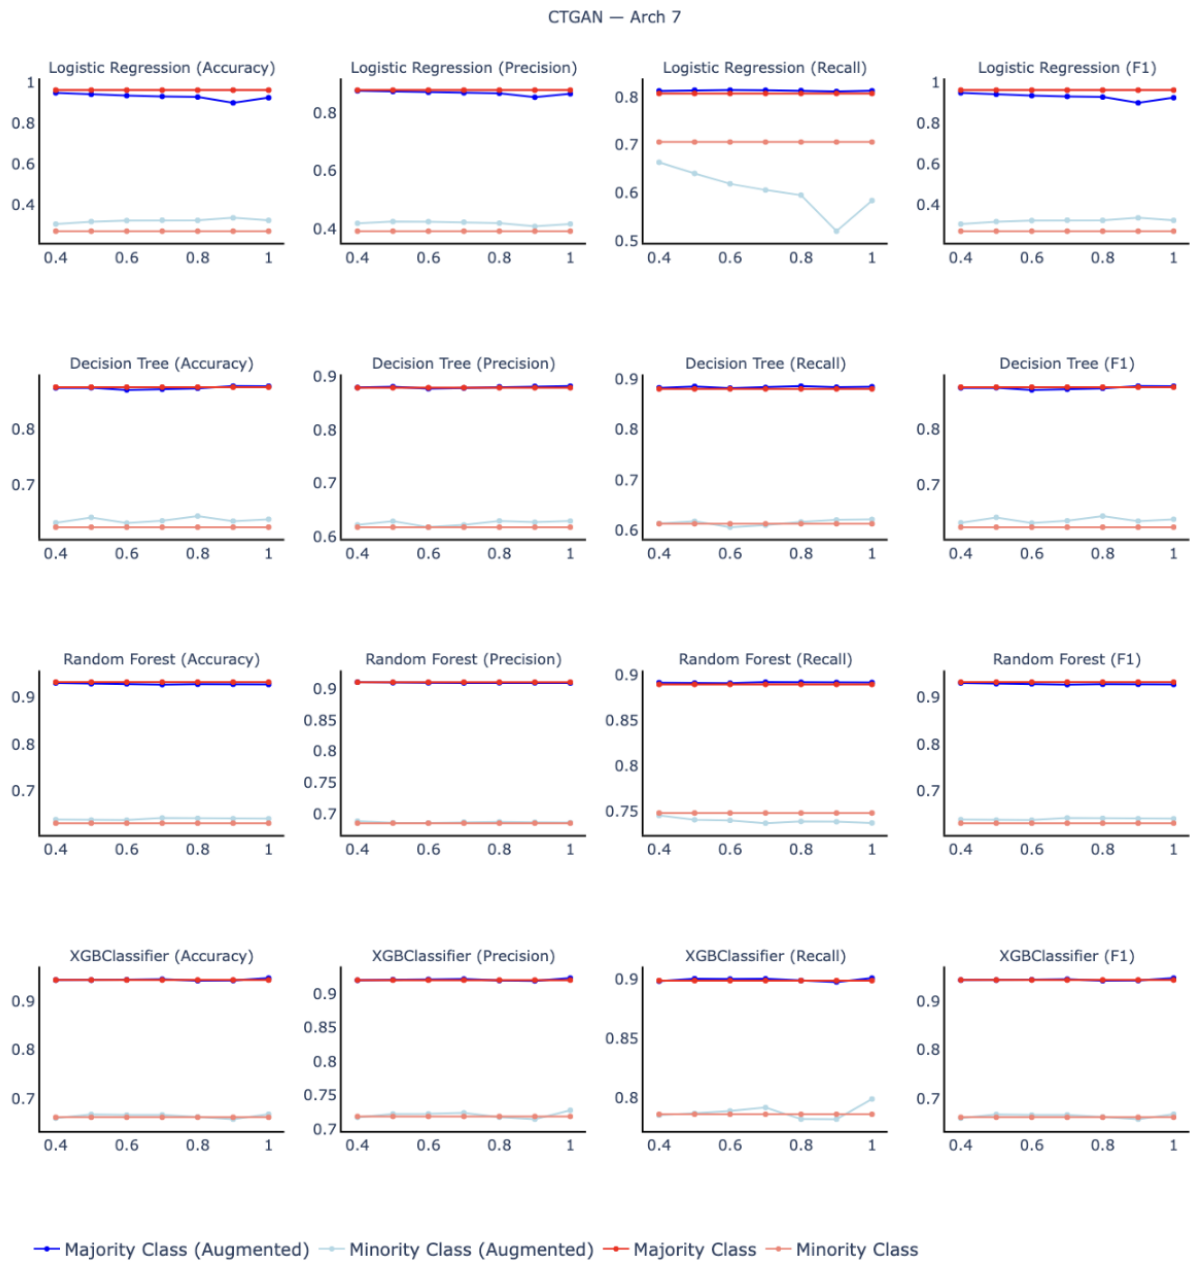 CTGAN — Arch 7
Logistic Regression (Accuracy)
1
0.8
0.6
0.4
0.4 0.6 0.8 1
Logistic Regression (Precision)
0.8
0.6
0.4
0.4 0.6 0.8 1
Logistic Regression (Recall)
0.8
0.7
0.6
0.5
0.4 0.6 0.8 1
Logistic Regression (F1)
1
0.8
0.6
0.4
0.4 0.6 0.8 1
Decision Tree (Accuracy)
0.8
0.7
0.4 0.6 0.8 1
Decision Tree (Precision)
0.9
0.8
0.7
0.6
0.4 0.6 0.8 1
Decision Tree (Recall)
0.9
0.8
0.7
0.6
0.4 0.6 0.8 1
Decision Tree (F1)
0.8
0.7
0.4 0.6 0.8 1
Random Forest (Accuracy)
0.9
0.8
0.7
0.4 0.6 0.8 1
Random Forest (Precision)
0.9
0.85
0.8
0.75
0.7
0.4 0.6 0.8 1
Random Forest (Recall)
0.9
0.85
0.8
0.75
0.4 0.6 0.8 1
Random Forest (F1)
0.9
0.8
0.7
0.4 0.6 0.8 1
XGBClassifier (Accuracy)
0.9
0.8
0.7
0.4 0.6 0.8 1
XGBClassifier (Precision)
0.9
0.85
0.8
0.75
0.7
0.4 0.6 0.8 1
XGBClassifier (Recall)
0.9
0.85
0.8
0.4 0.6 0.8 1
XGBClassifier (F1)
0.9
0.8
0.7
0.4 0.6 0.8 1
Majority Class (Augmented) Minority Class (Augmented) Majority Class Minority Class